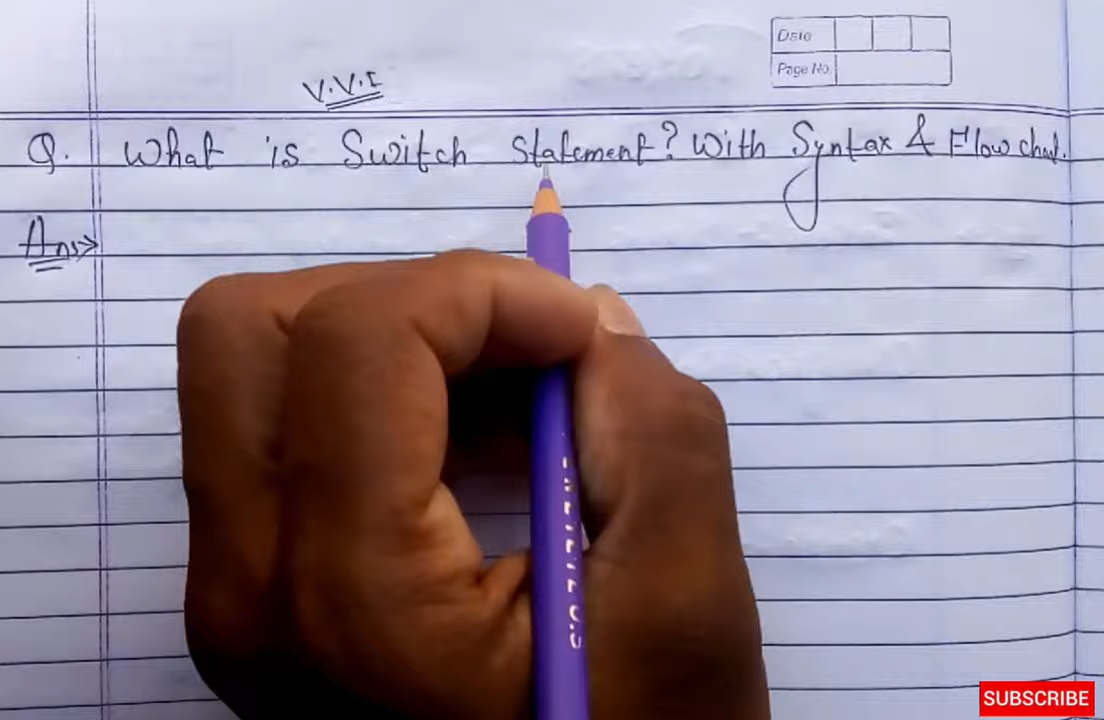 Date
Page No.
V.V.I
Q. What is Switch Statement? With Syntax & Flow chart.
Ans
SUBSCRIBE